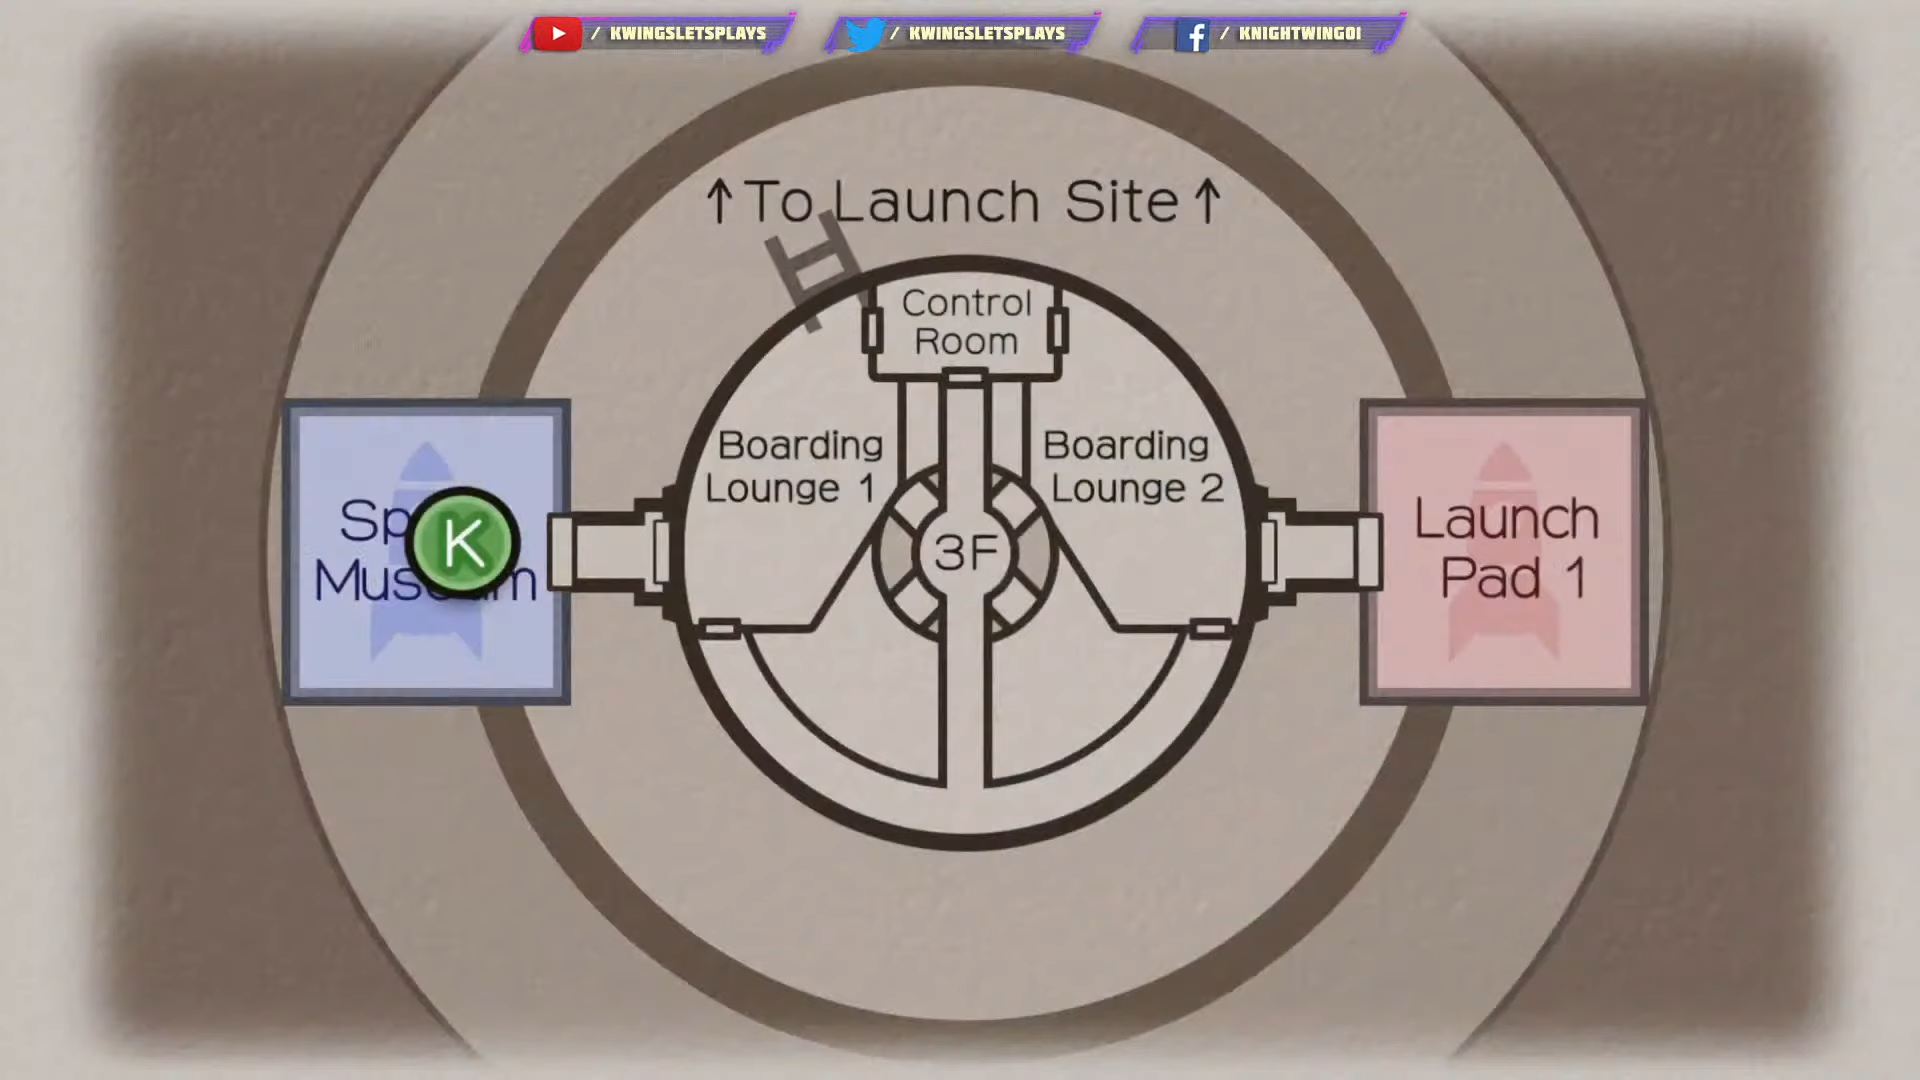 / KWINGSLETSPLAYS / KWINGSLETSPLAYS / KNIGHTWING01
↑ To Launch Site ↑
Control
Room
Boarding
Lounge 1
Boarding
Lounge 2
3F
K
Launch
Pad 1